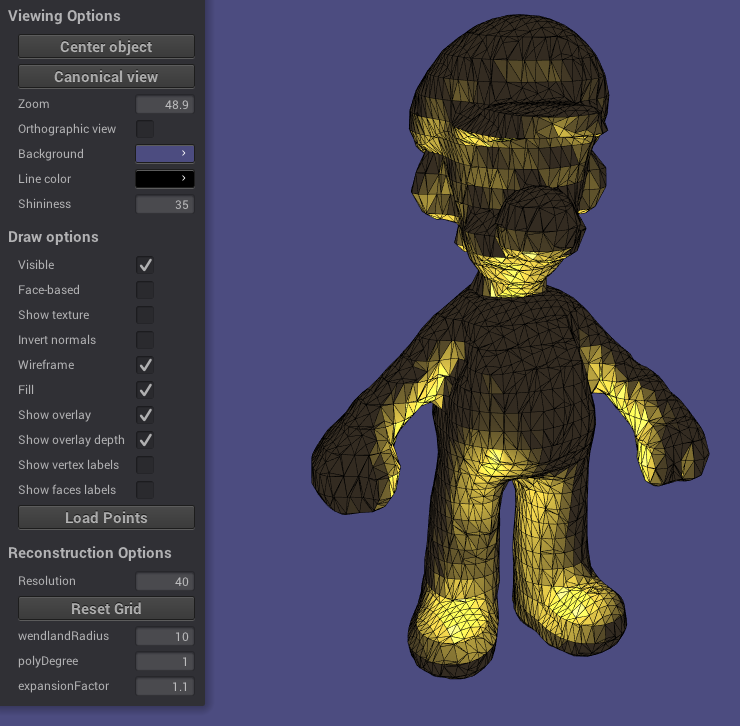 Viewing Options
Center object
Canonical view
Zoom 48.9
Orthographic view
Background
Line color
Shininess 35
Draw options
Visible
Face-based
Show texture
Invert normals
Wireframe
Fill
Show overlay
Show overlay depth
Show vertex labels
Show faces labels
Load Points
Reconstruction Options
Resolution 40
Reset Grid
wendlandRadius 10
polyDegree 1
expansionFactor 1.1